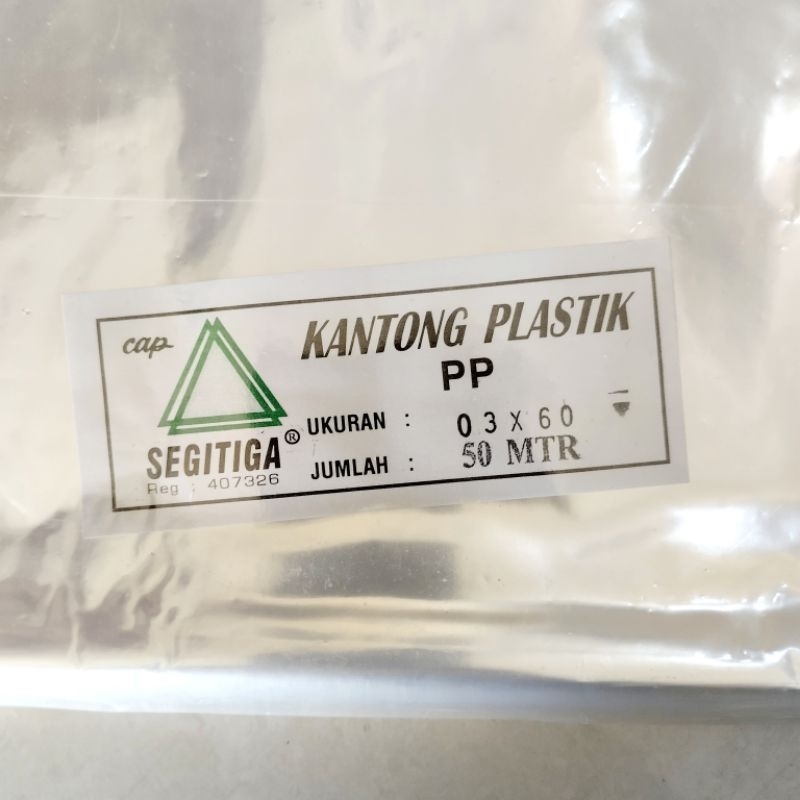 cap
KANTONG PLASTIK
PP
SEGITIGA®
Reg : 407326
UKURAN : 03 X 60
JUMLAH : 50 MTR